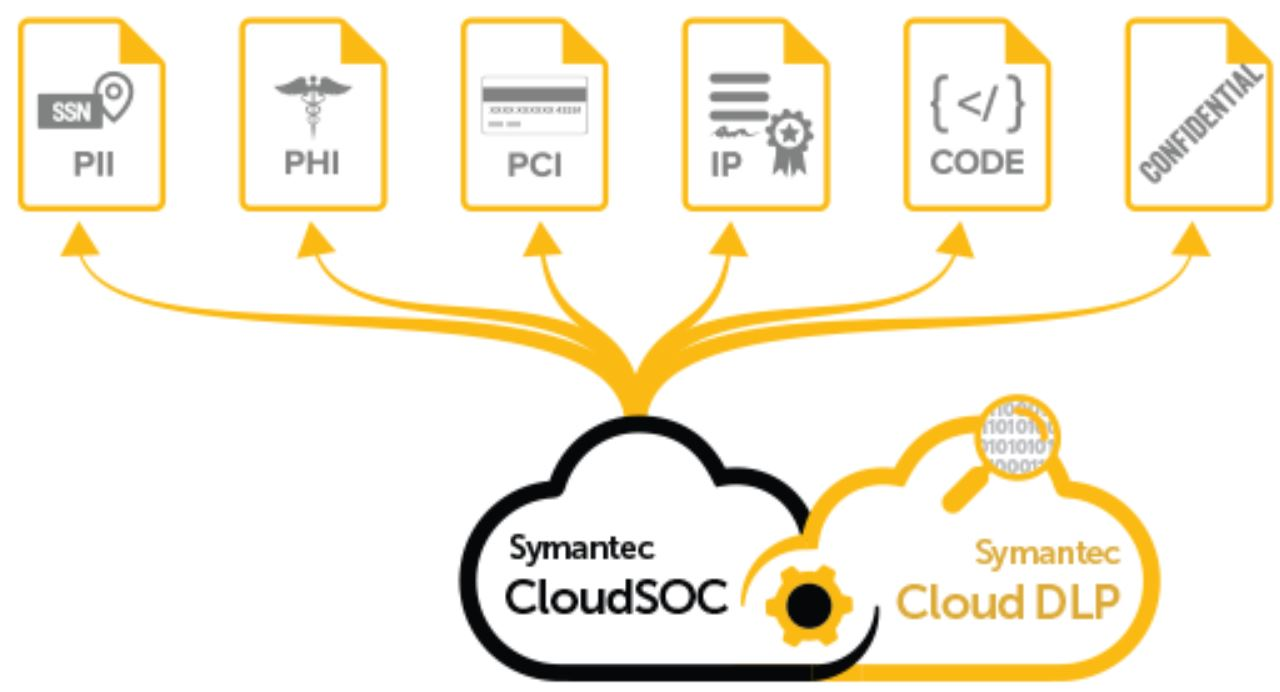 SSN
PII
PHI
PCI
IP
{</}
CODE
CONFIDENTIAL
Symantec
CloudSOC
Symantec
Cloud DLP